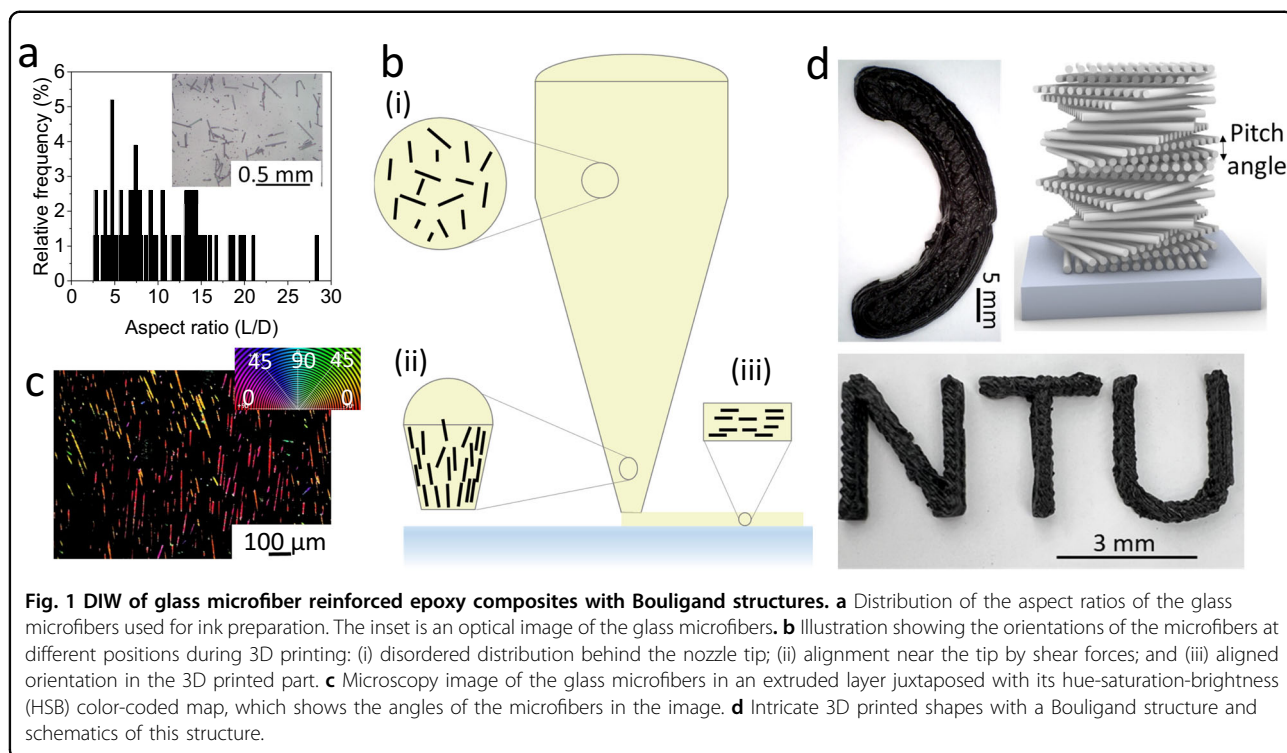 a
Relative frequency (%)
6
5
4
3
2
1
0
0 5 10 15 20 25 30
Aspect ratio (L/D)
0.5 mm
b
(i)
(ii)
(iii)
c
45 90 45
0 0
100 µm
d
5 mm
Pitch
angle
NTU
3 mm
Fig. 1 DIW of glass microfiber reinforced epoxy composites with Bouligand structures. a Distribution of the aspect ratios of the glass
microfibers used for ink preparation. The inset is an optical image of the glass microfibers. b Illustration showing the orientations of the microfibers at
different positions during 3D printing: (i) disordered distribution behind the nozzle tip; (ii) alignment near the tip by shear forces; and (iii) aligned
orientation in the 3D printed part. c Microscopy image of the glass microfibers in an extruded layer juxtaposed with its hue-saturation-brightness
(HSB) color-coded map, which shows the angles of the microfibers in the image. d Intricate 3D printed shapes with a Bouligand structure and
schematics of this structure.